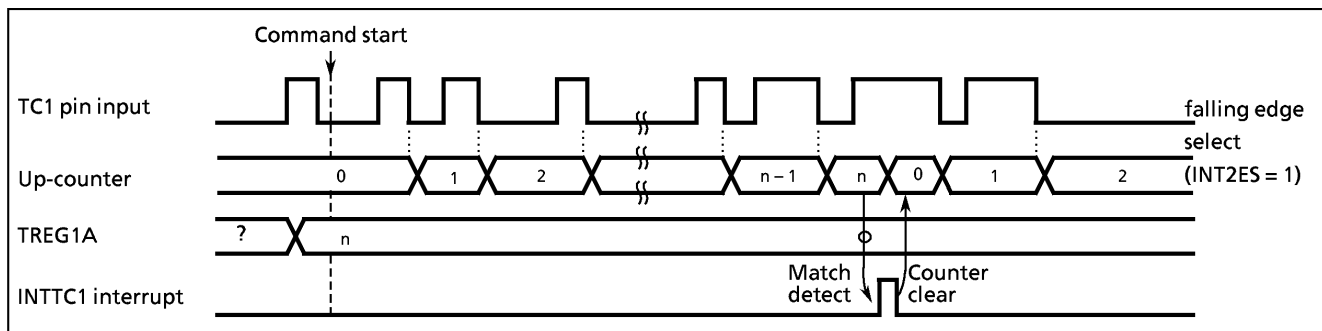 Command start
TC1 pin input
falling edge
select
(INT2ES = 1)
Up-counter
0 1 2 n – 1 n 0 1 2
TREG1A
? n
Match
detect
Counter
clear
INTTC1 interrupt